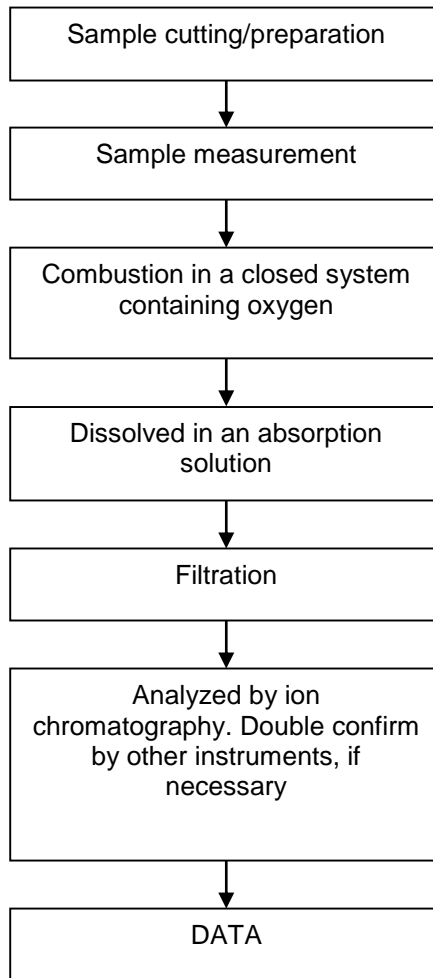 Sample cutting/preparation
Sample measurement
Combustion in a closed system
containing oxygen
Dissolved in an absorption
solution
Filtration
Analyzed by ion
chromatography. Double confirm
by other instruments, if
necessary
DATA